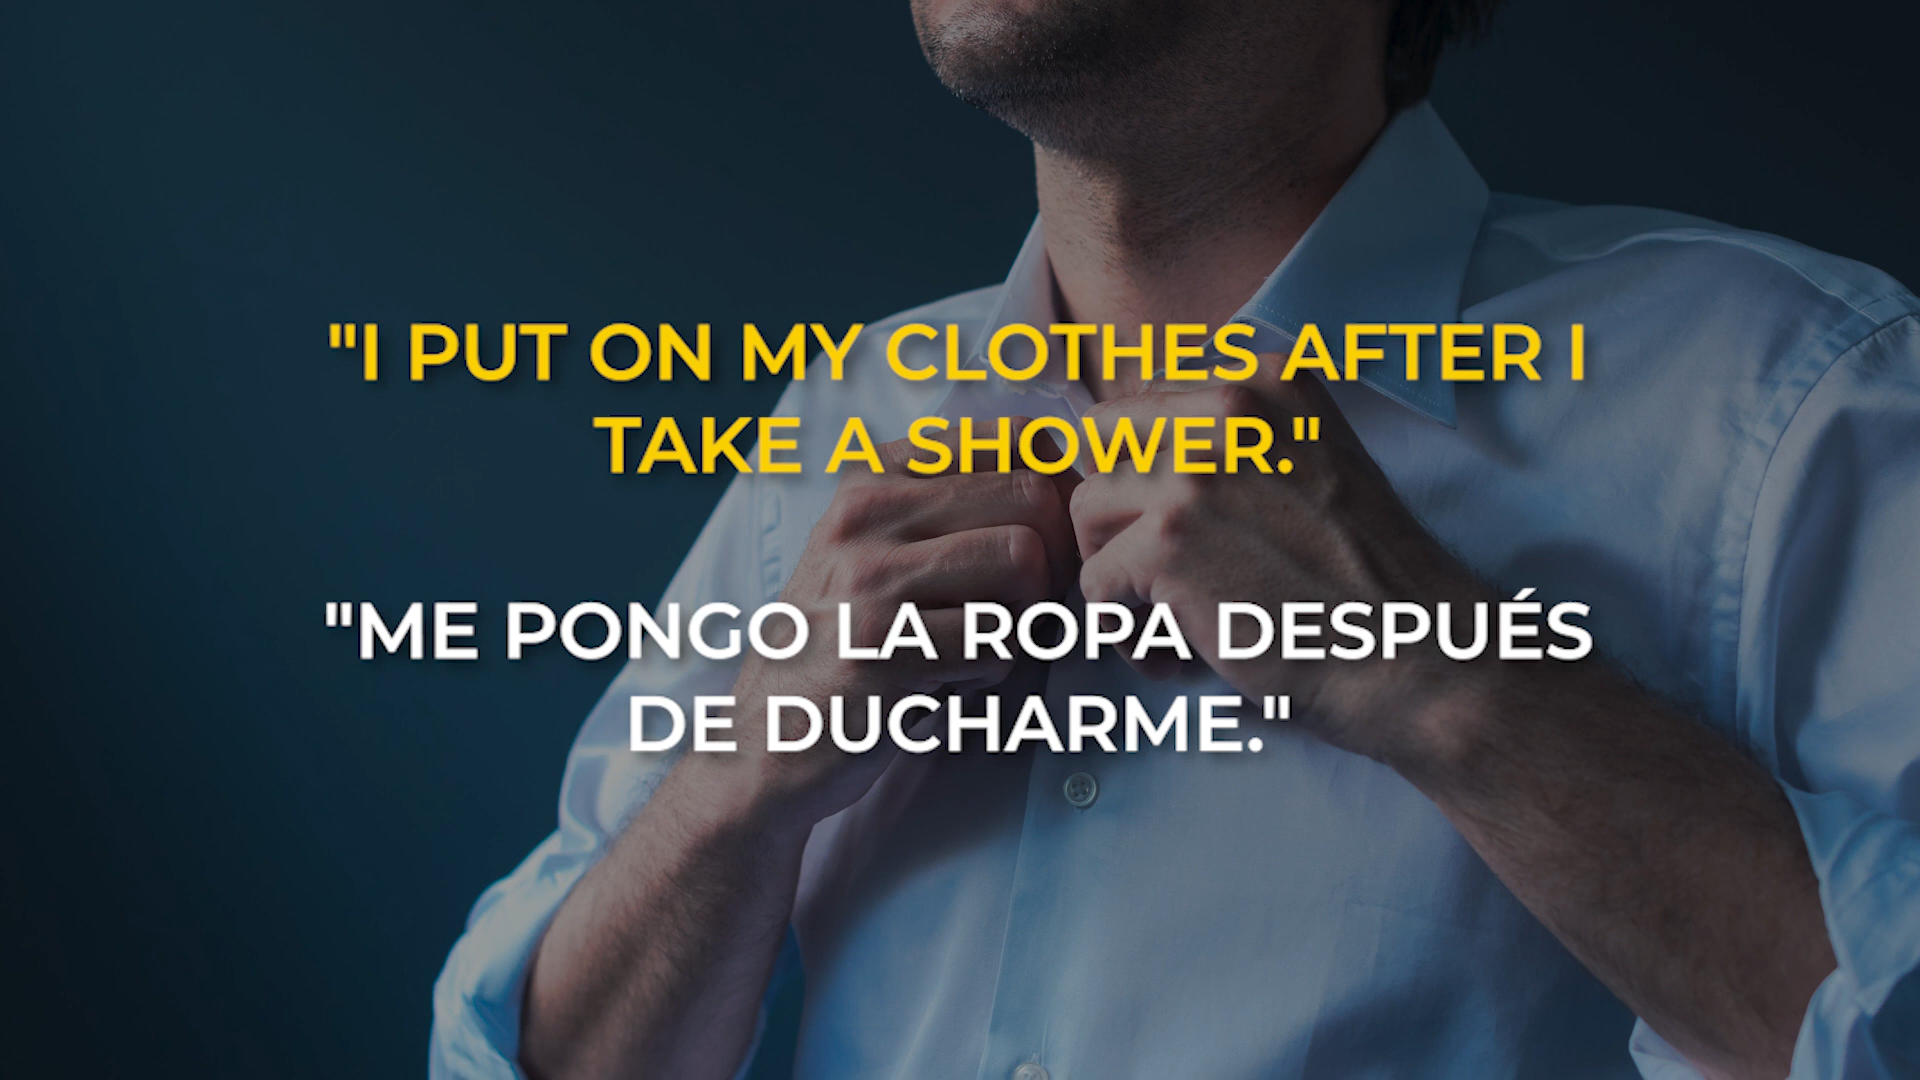 "I PUT ON MY CLOTHES AFTER I
TAKE A SHOWER."
"ME PONGO LA ROPA DESPUÉS
DE DUCHARME."